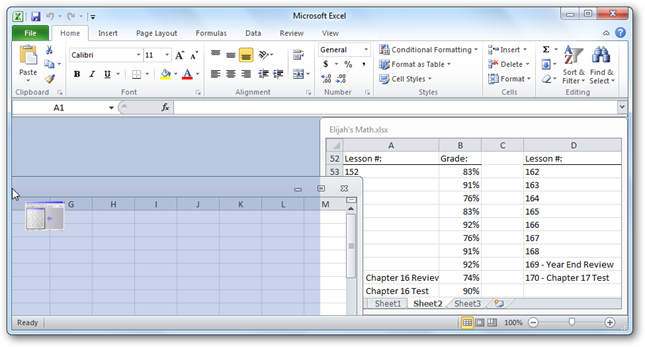 Microsoft Excel
File Home Insert Page Layout Formulas Data Review View
Paste
Calibri 11 A A
B I U A
General
$ % ,
.0 .00 .00 .0
Conditional Formatting
Format as Table
Cell Styles
Insert
Delete
Format
Σ
Sort & Filter
Find & Select
Clipboard Font Alignment Number Styles Cells Editing
A1 fx
Elijah's Math.xlsx
A B C D
52 Lesson #: Grade: Lesson #:
53 152 83% 162
91% 163
76% 164
83% 165
92% 166
76% 167
91% 168
92% 169 - Year End Review
Chapter 16 Review 74% 170 - Chapter 17 Test
Chapter 16 Test 90%
G H I J K L M
Sheet1 Sheet2 Sheet3
Ready 100%